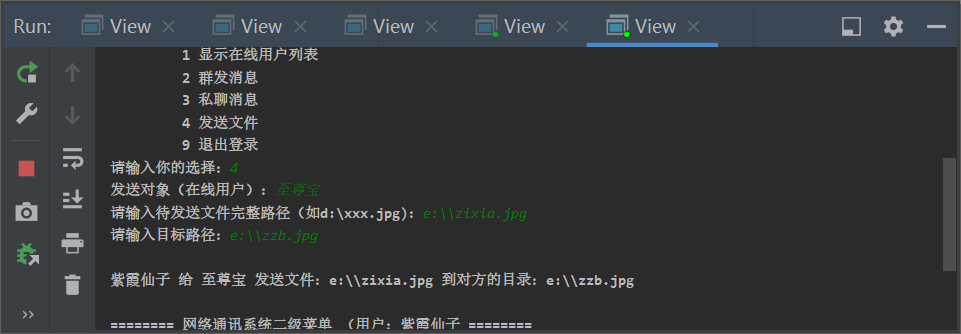 Run: View View View View View
1 显示在线用户列表
2 群发消息
3 私聊消息
4 发送文件
9 退出登录
请输入你的选择：4
发送对象（在线用户）：至尊宝
请输入待发送文件完整路径（如d:\xxx.jpg）：e:\\zixia.jpg
请输入目标路径：e:\\zzb.jpg
紫霞仙子 给 至尊宝 发送文件：e:\\zixia.jpg 到对方的目录：e:\\zzb.jpg
======== 网络通讯系统二级菜单 （用户：紫霞仙子 ========